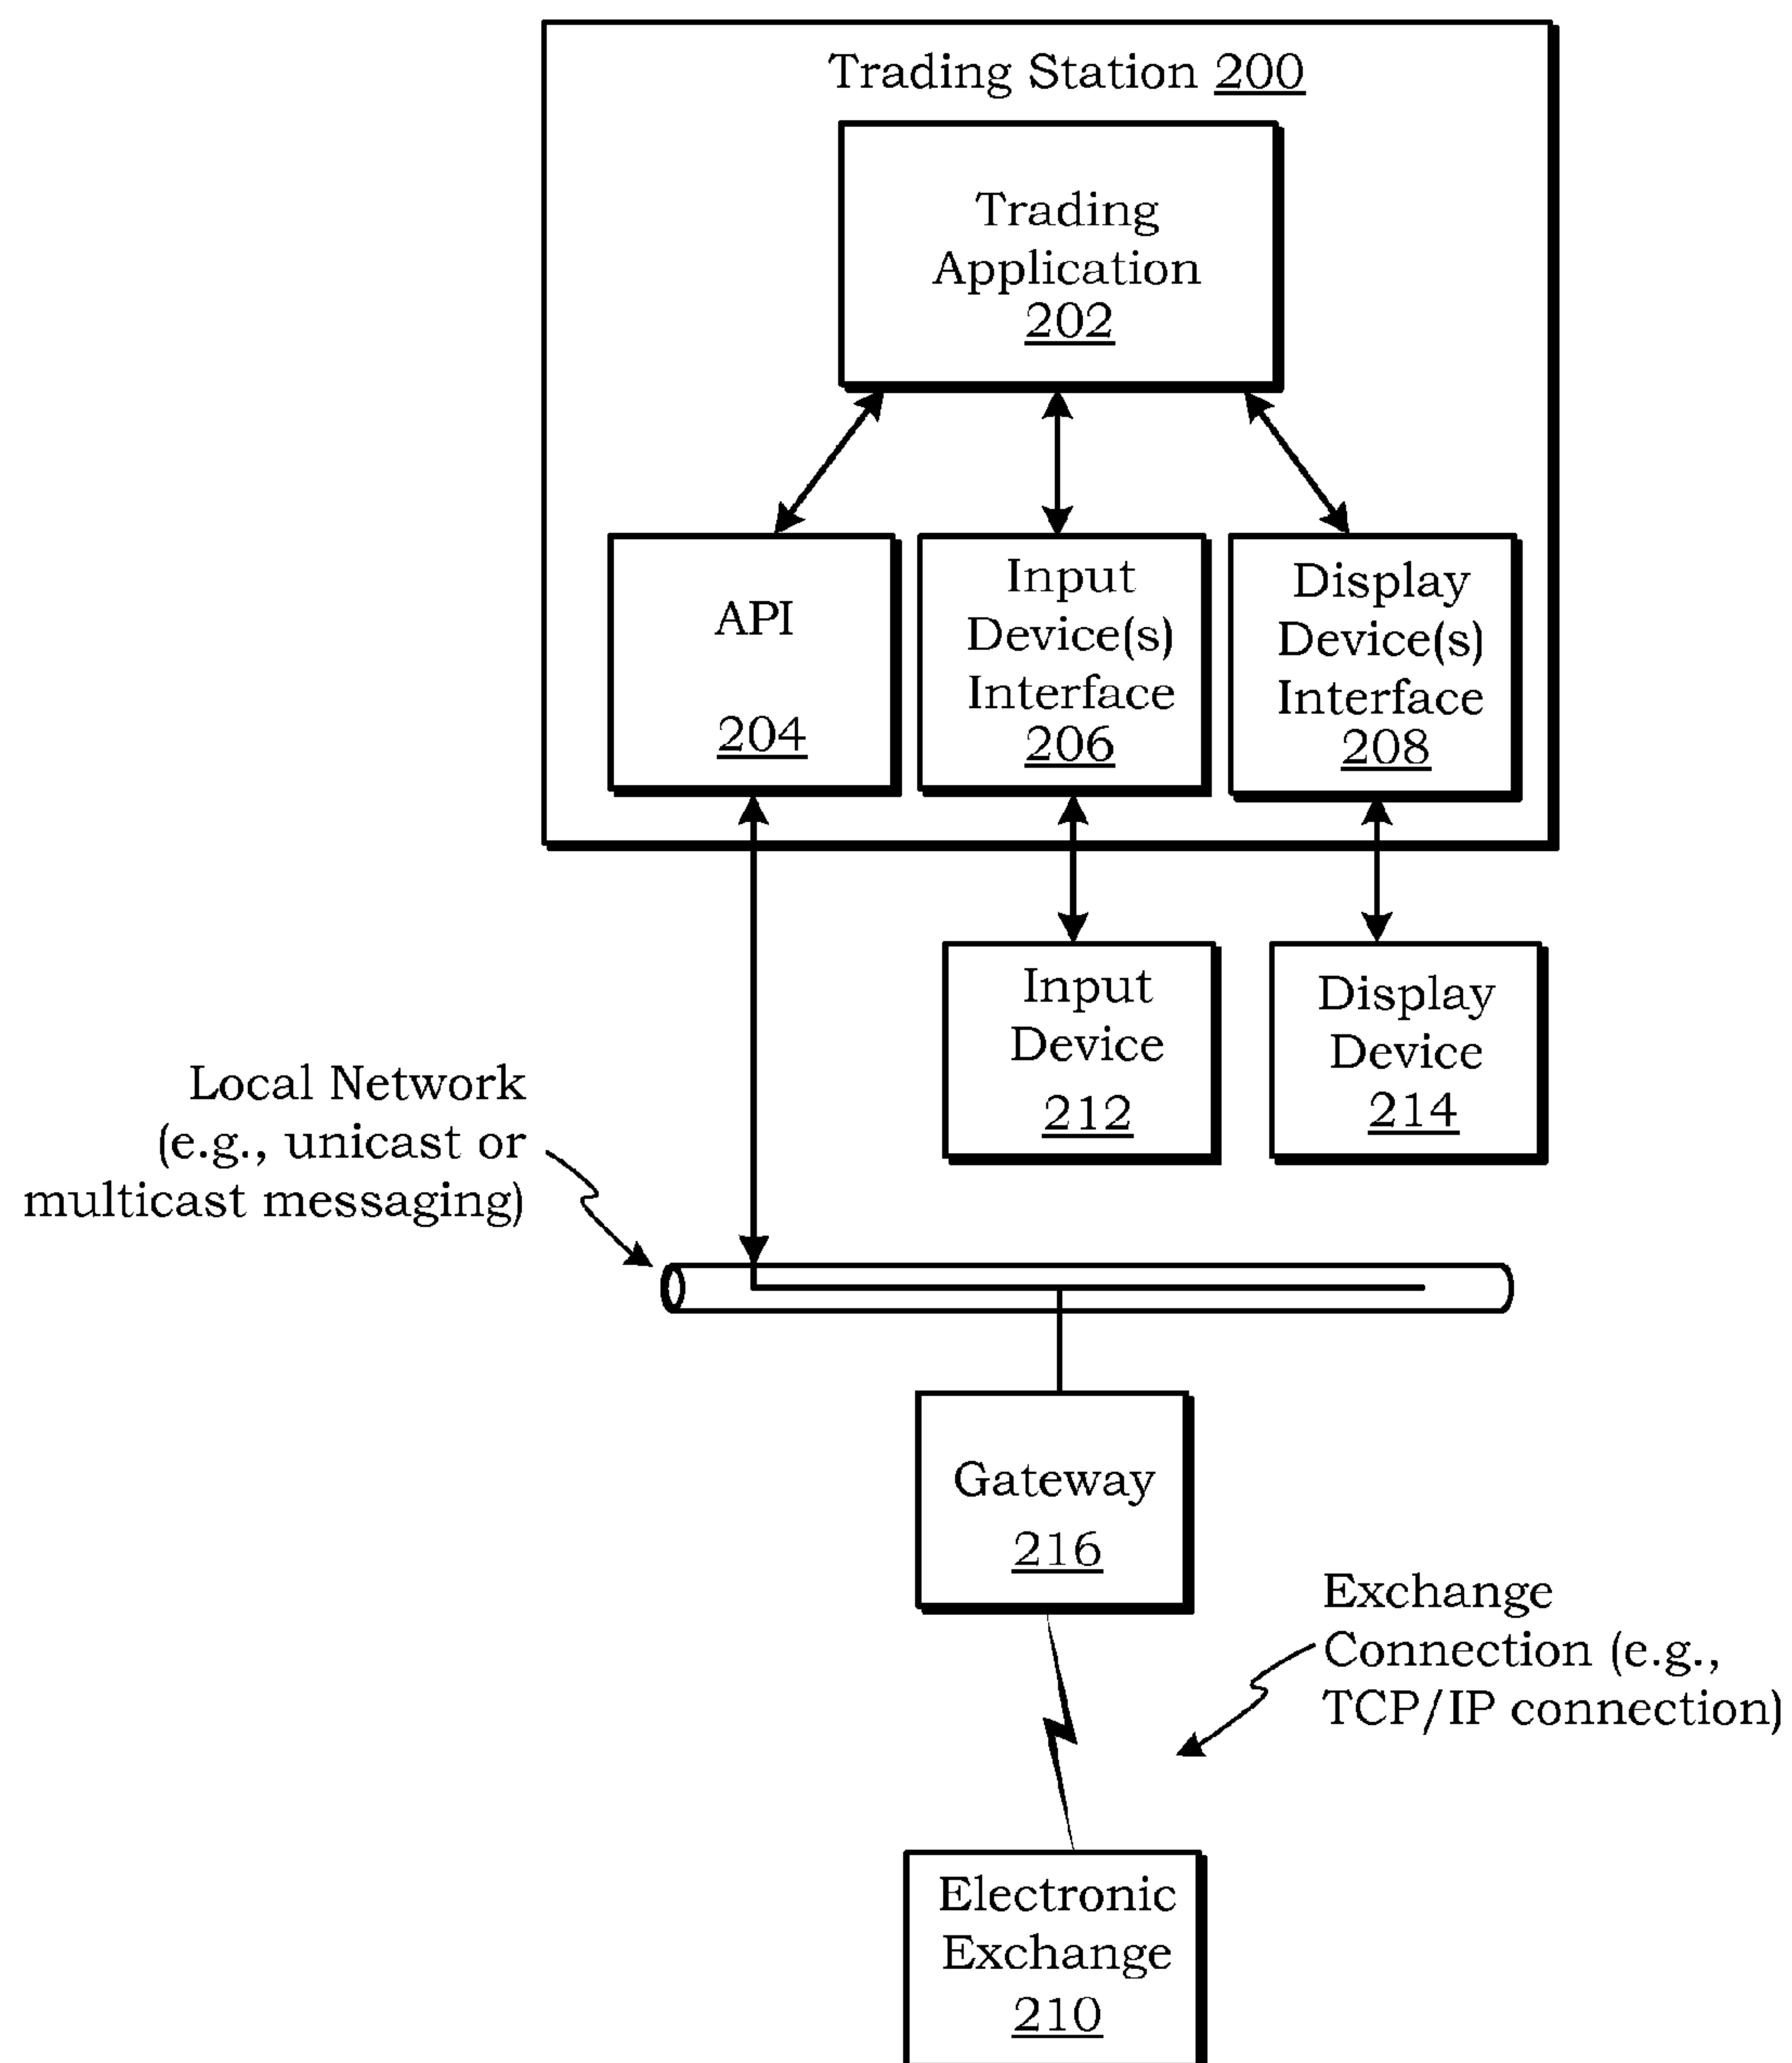 Trading Station 200
Trading
Application
202
API
204
Input
Device(s)
Interface
206
Display
Device(s)
Interface
208
Input
Device
212
Display
Device
214
Local Network
(e.g., unicast or
multicast messaging)
Gateway
216
Exchange
Connection (e.g.,
TCP/IP connection)
Electronic
Exchange
210